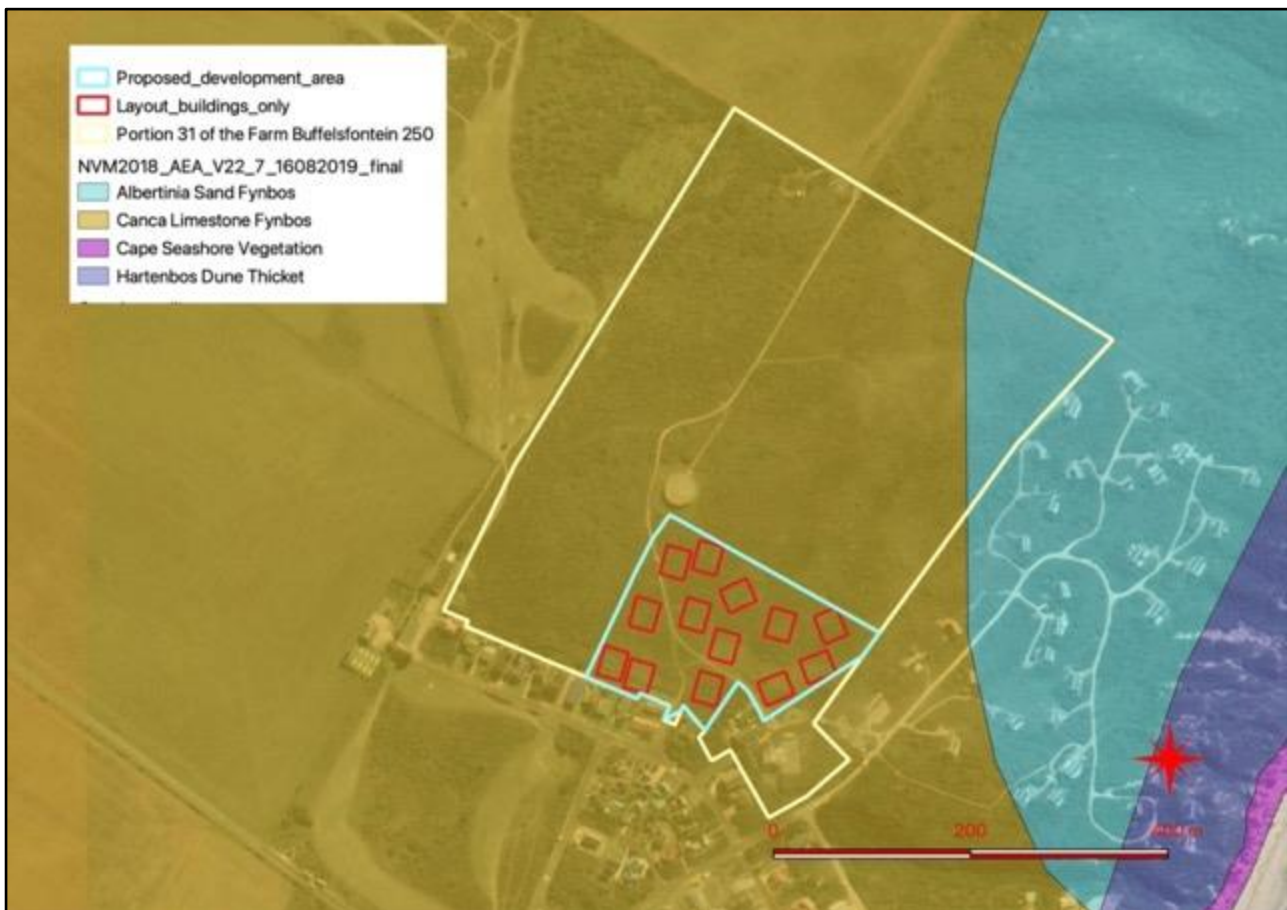 Proposed_development_area
Layout_buildings_only
Portion 31 of the Farm Buffelsfontein 250
NVM2018_AEA_V22_7_16082019_final
Albertinia Sand Fynbos
Canca Limestone Fynbos
Cape Seashore Vegetation
Hartenbos Dune Thicket
0 200 400 m